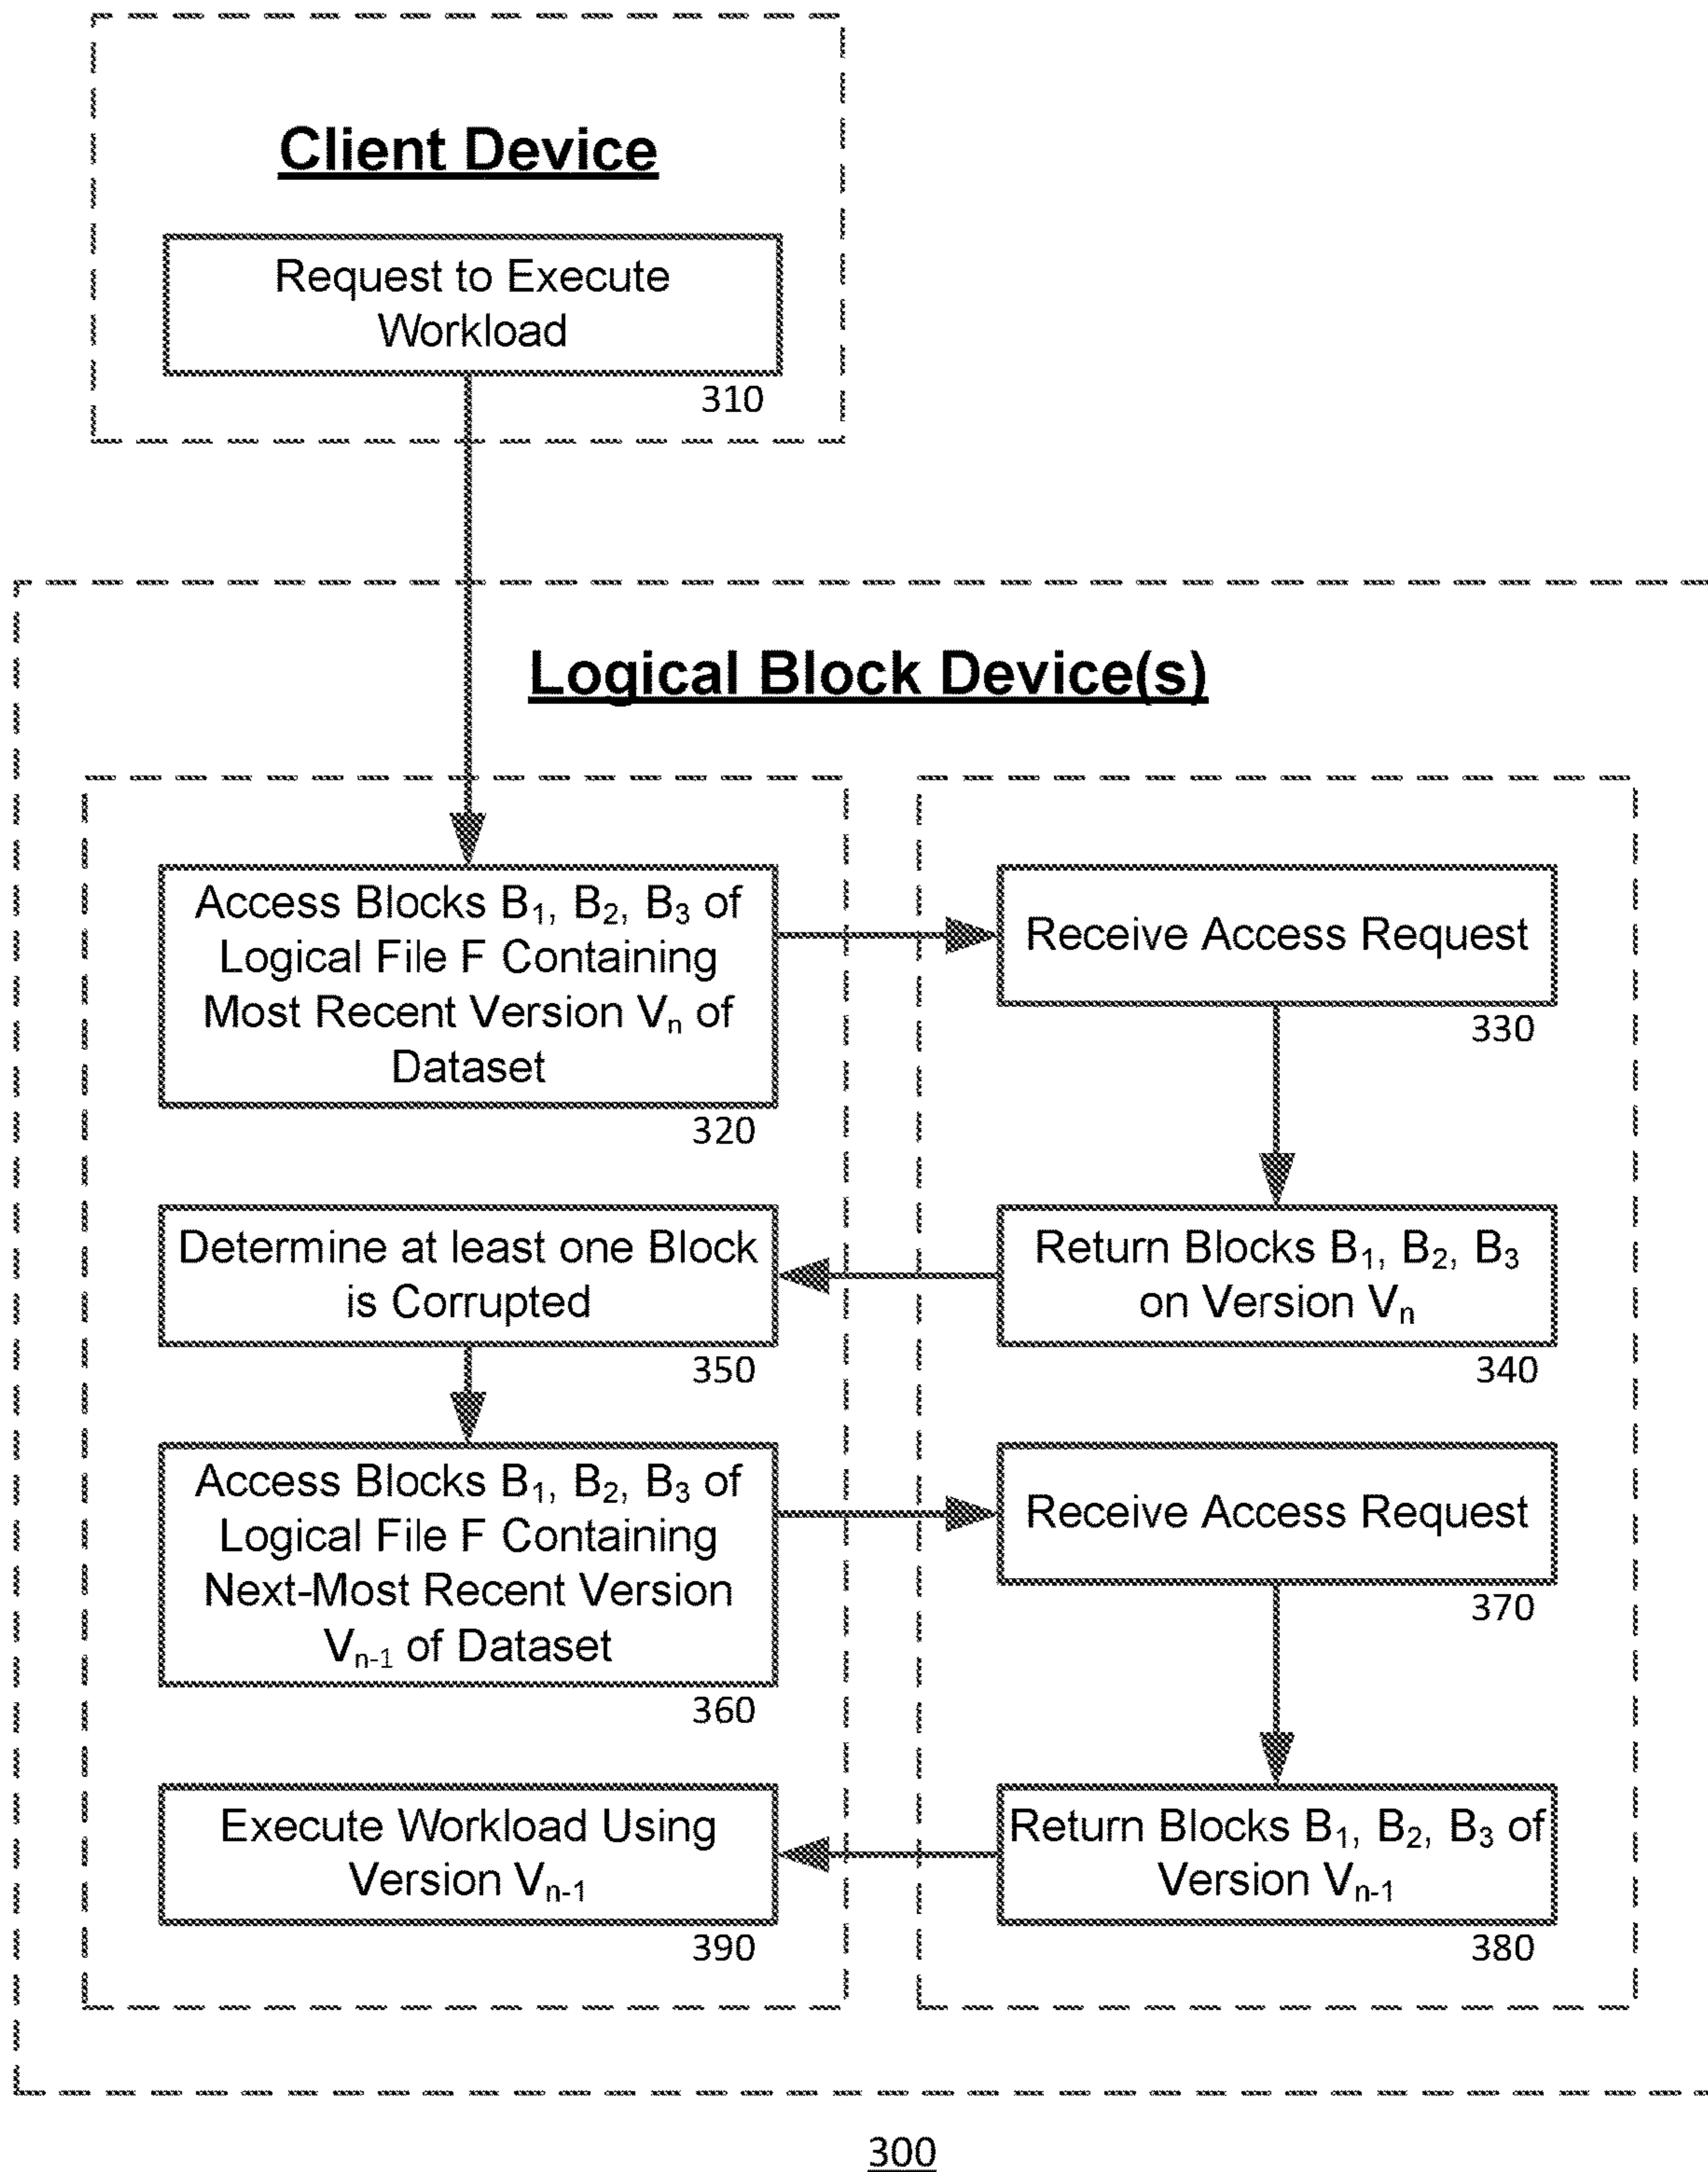 Client Device
Request to Execute
Workload
310
Logical Block Device(s)
Access Blocks B₁, B₂, B₃ of
Logical File F Containing
Most Recent Version Vₙ of
Dataset
320
Receive Access Request
330
Determine at least one Block
is Corrupted
350
Return Blocks B₁, B₂, B₃
on Version Vₙ
340
Access Blocks B₁, B₂, B₃ of
Logical File F Containing
Next-Most Recent Version
Vₙ₋₁ of Dataset
360
Receive Access Request
370
Execute Workload Using
Version Vₙ₋₁
390
Return Blocks B₁, B₂, B₃ of
Version Vₙ₋₁
380
300